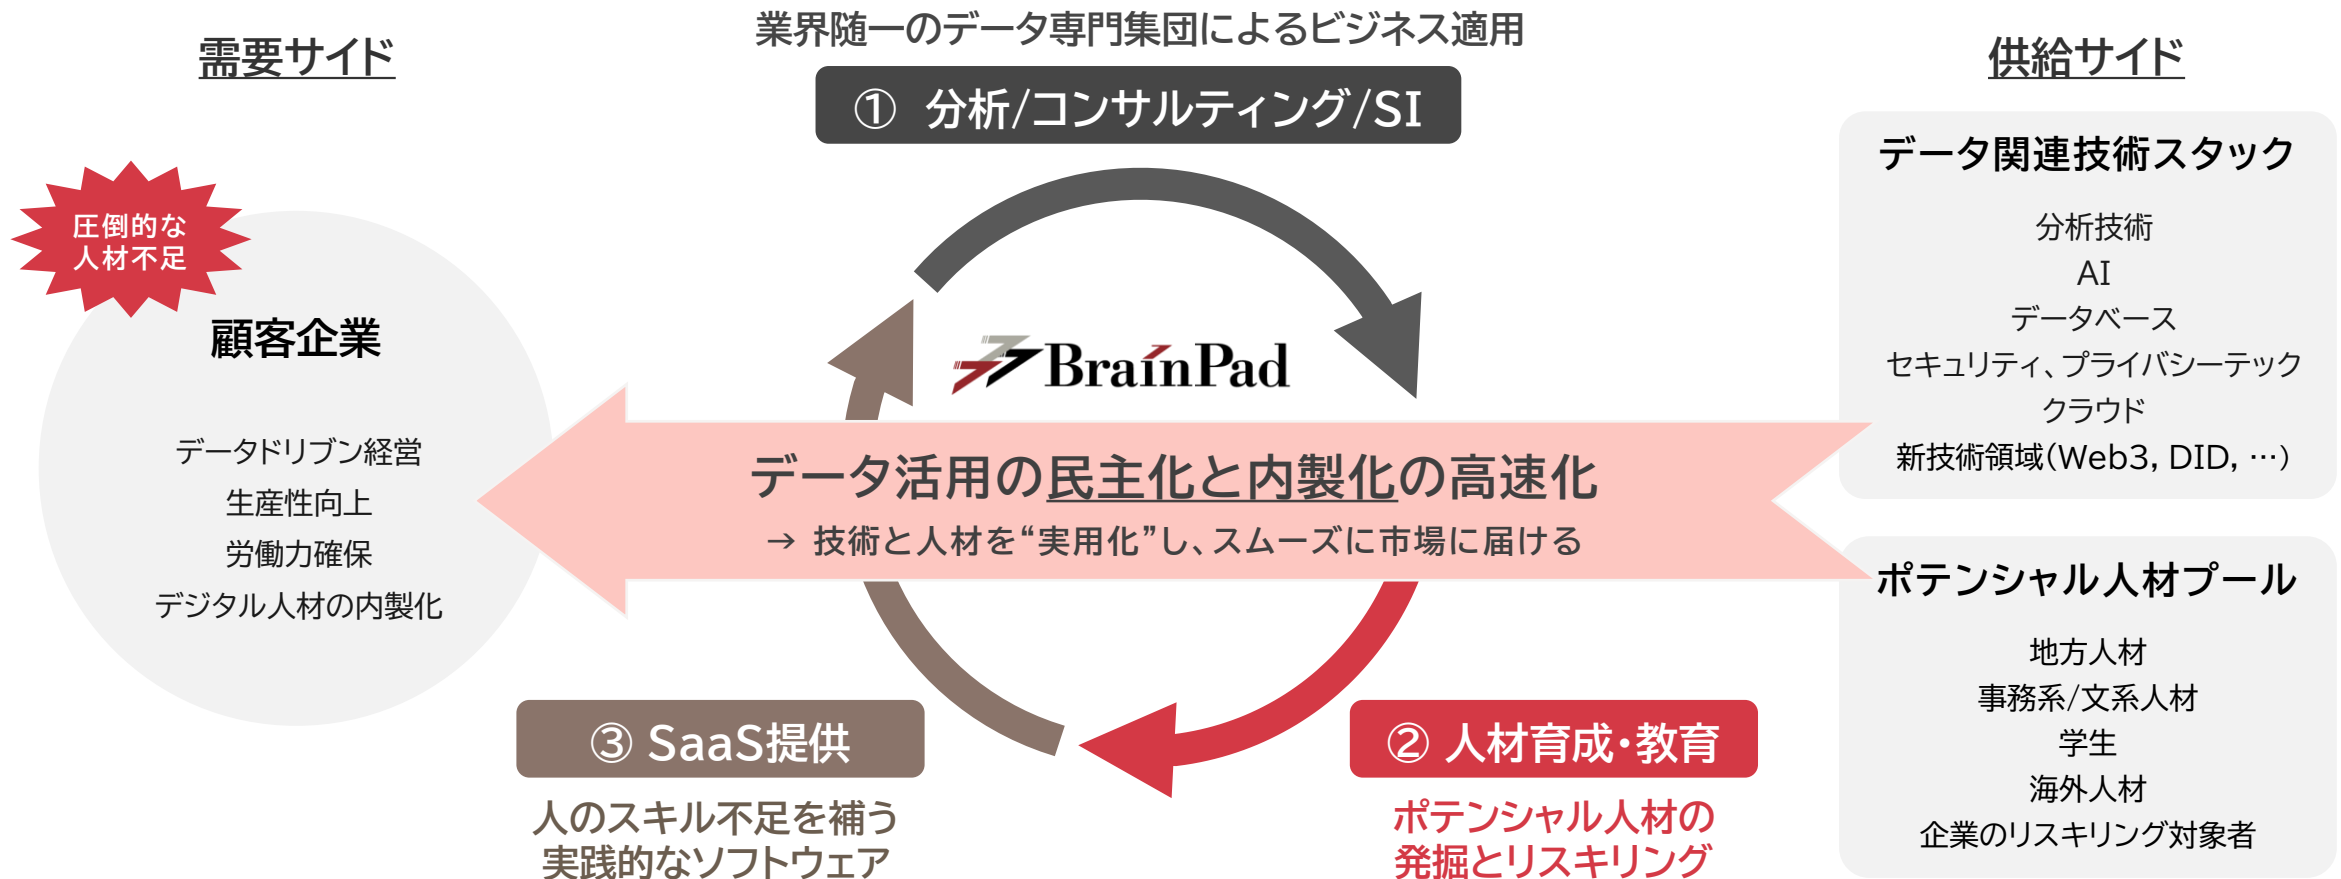 業界随一のデータ専門集団によるビジネス適用
① 分析/コンサルティング/SI
需要サイド
圧倒的な
人材不足
顧客企業
データドリブン経営
生産性向上
労働力確保
デジタル人材の内製化
BrainPad
データ活用の民主化と内製化の高速化
→ 技術と人材を“実用化”し、スムーズに市場に届ける
③ SaaS提供
人のスキル不足を補う
実践的なソフトウェア
② 人材育成・教育
ポテンシャル人材の
発掘とリスキリング
供給サイド
データ関連技術スタック
分析技術
AI
データベース
セキュリティ、プライバシーテック
クラウド
新技術領域(Web3, DID, …)
ポテンシャル人材プール
地方人材
事務系/文系人材
学生
海外人材
企業のリスキリング対象者